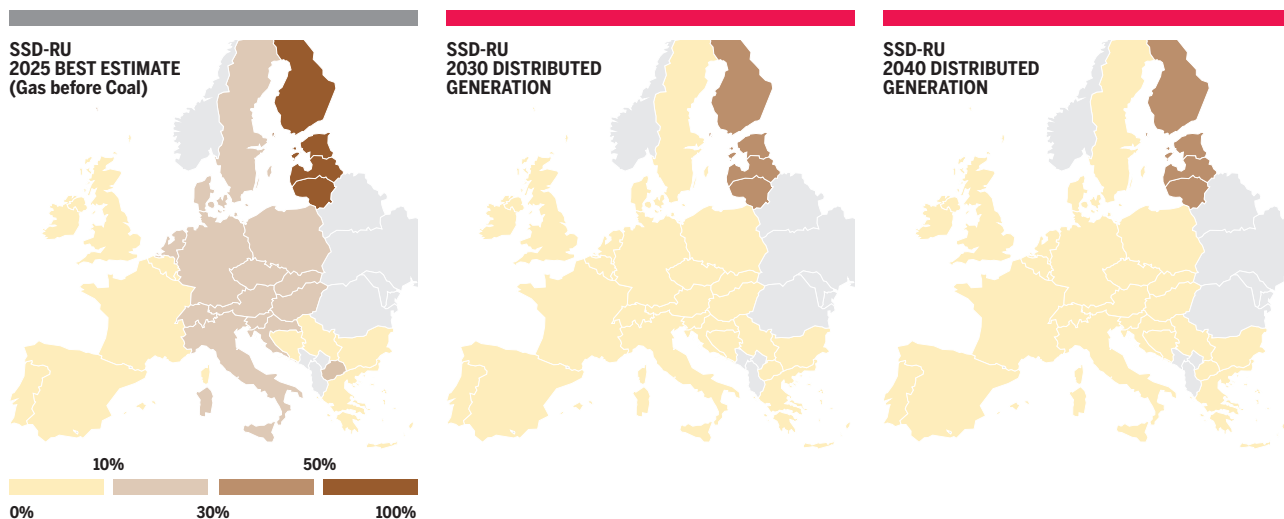 SSD-RU
2025 BEST ESTIMATE
(Gas before Coal)
SSD-RU
2030 DISTRIBUTED
GENERATION
SSD-RU
2040 DISTRIBUTED
GENERATION
10%
50%
0%
30%
100%